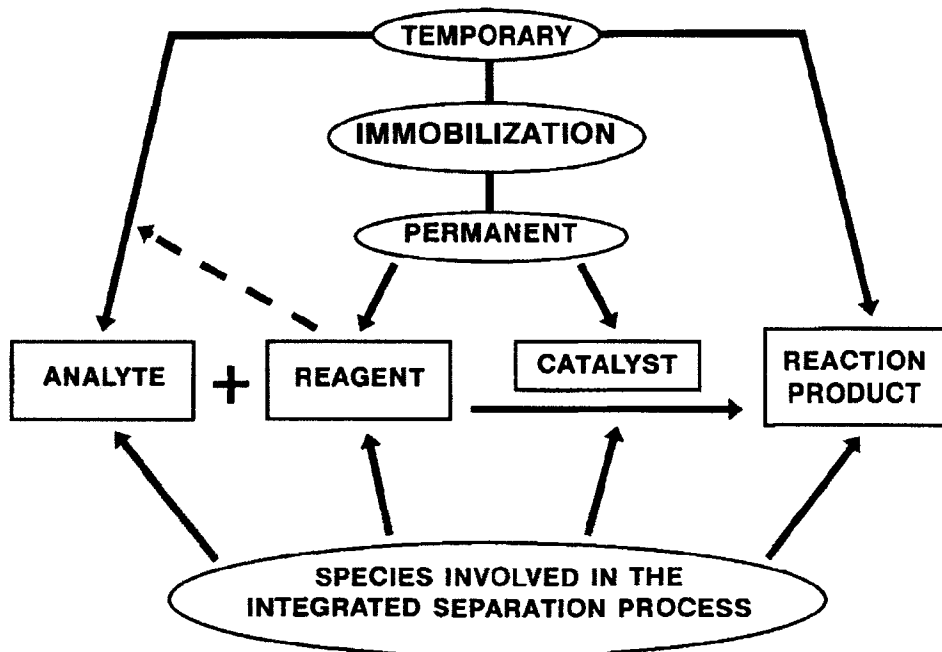 TEMPORARY
IMMOBILIZATION
PERMANENT
ANALYTE
+
REAGENT
CATALYST
REACTION
PRODUCT
SPECIES INVOLVED IN THE
INTEGRATED SEPARATION PROCESS